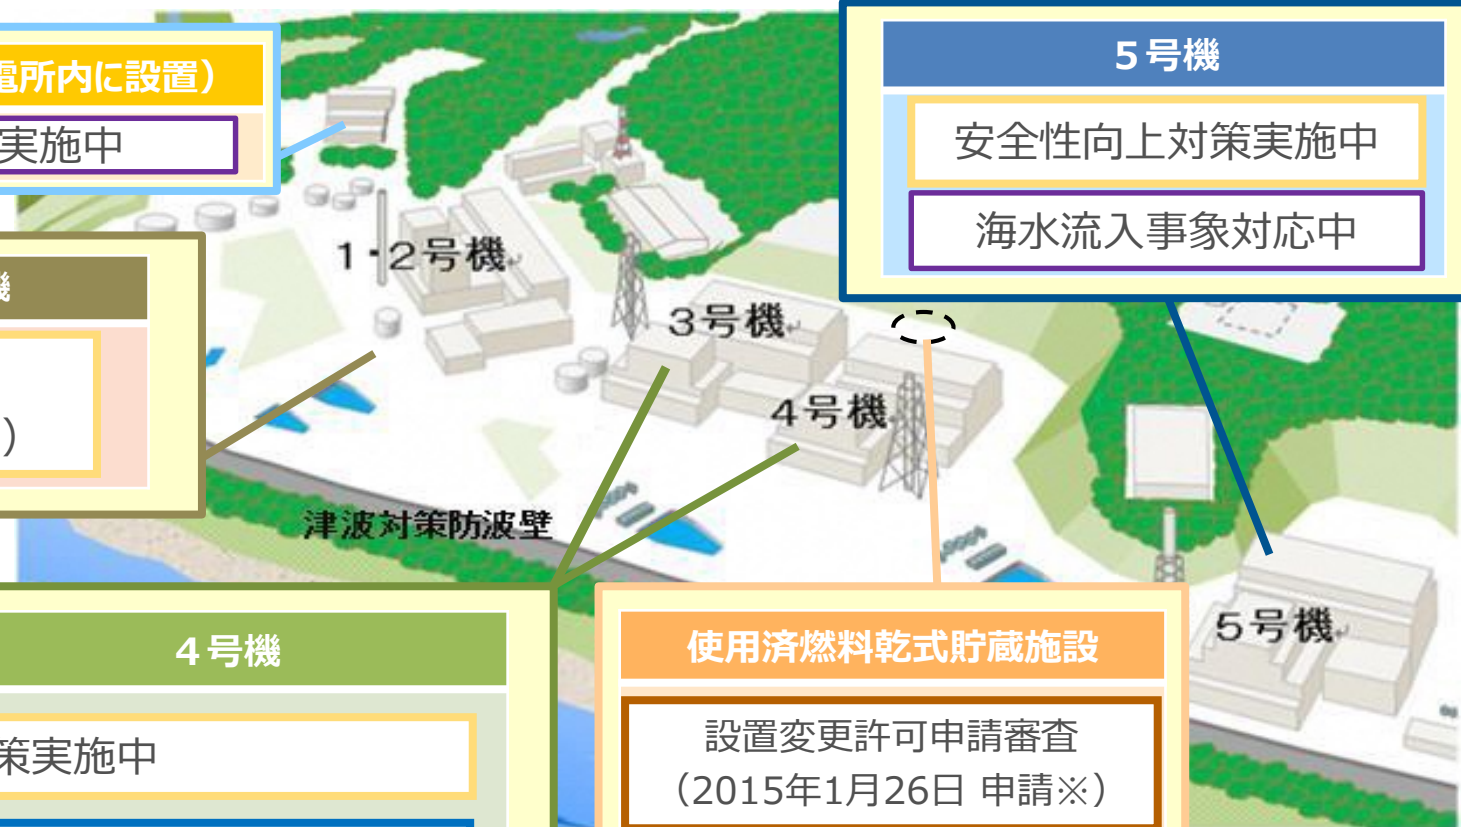 電所内に設置）
実施中
５号機
安全性向上対策実施中
海水流入事象対応中
1・2号機
機
）
3号機
4号機
津波対策防波壁
5号機
４号機
策実施中
使用済燃料乾式貯蔵施設
設置変更許可申請審査
（2015年1月26日 申請※）